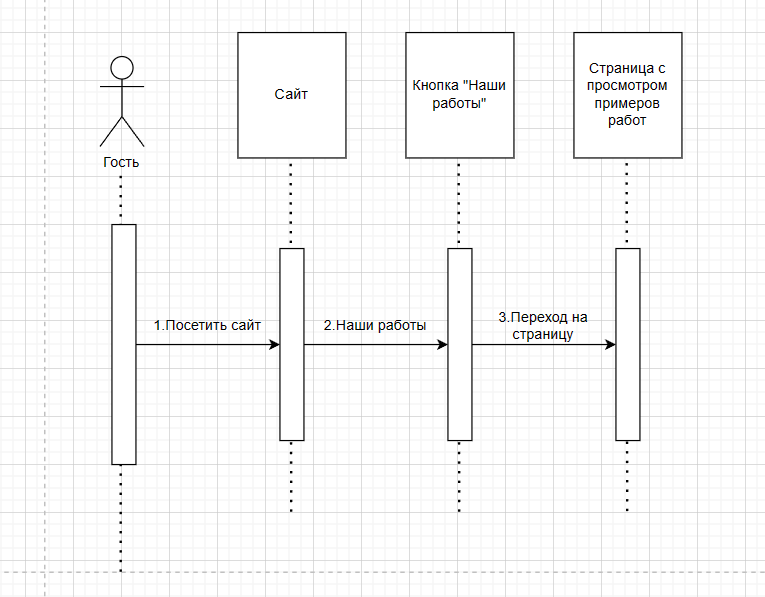 Гость
Сайт
Кнопка "Наши
работы"
Страница с
просмотром
примеров
работ
1.Посетить сайт
2.Наши работы
3.Переход на
страницу